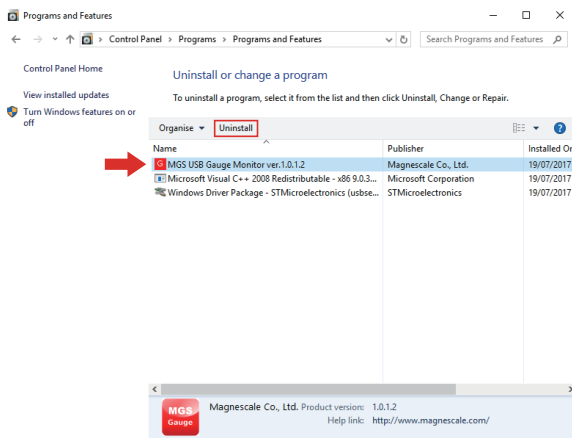 Programs and Features
Control Panel > Programs > Programs and Features
Search Programs and Features
Control Panel Home
View installed updates
Turn Windows features on or
off
Uninstall or change a program
To uninstall a program, select it from the list and then click Uninstall, Change or Repair.
Organise Uninstall
Name Publisher Installed On
G MGS USB Gauge Monitor ver.1.0.1.2 Magnescale Co., Ltd. 19/07/2017
Microsoft Visual C++ 2008 Redistributable - x86 9.0.3... Microsoft Corporation 19/07/2017
Windows Driver Package - STMicroelectronics (usbse... STMicroelectronics 19/07/2017
MGS
Gauge
Magnescale Co., Ltd. Product version: 1.0.1.2
Help link: http://www.magnescale.com/